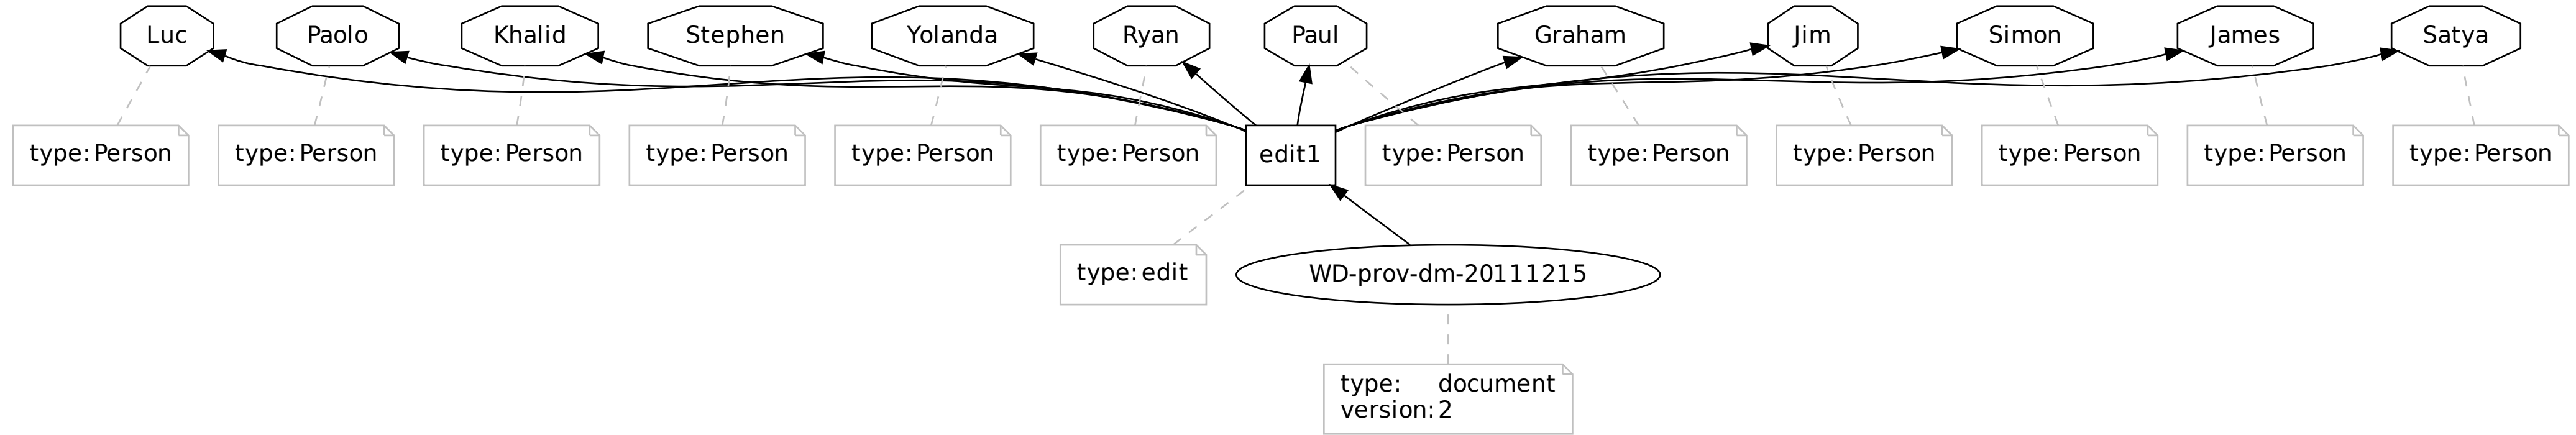 Luc
Paolo
Khalid
Stephen
Yolanda
Ryan
Paul
Graham
Jim
Simon
James
Satya
type: Person
type: Person
type: Person
type: Person
type: Person
type: Person
edit1
type: Person
type: Person
type: Person
type: Person
type: Person
type: Person
type: edit
WD-prov-dm-20111215
type: document
version: 2